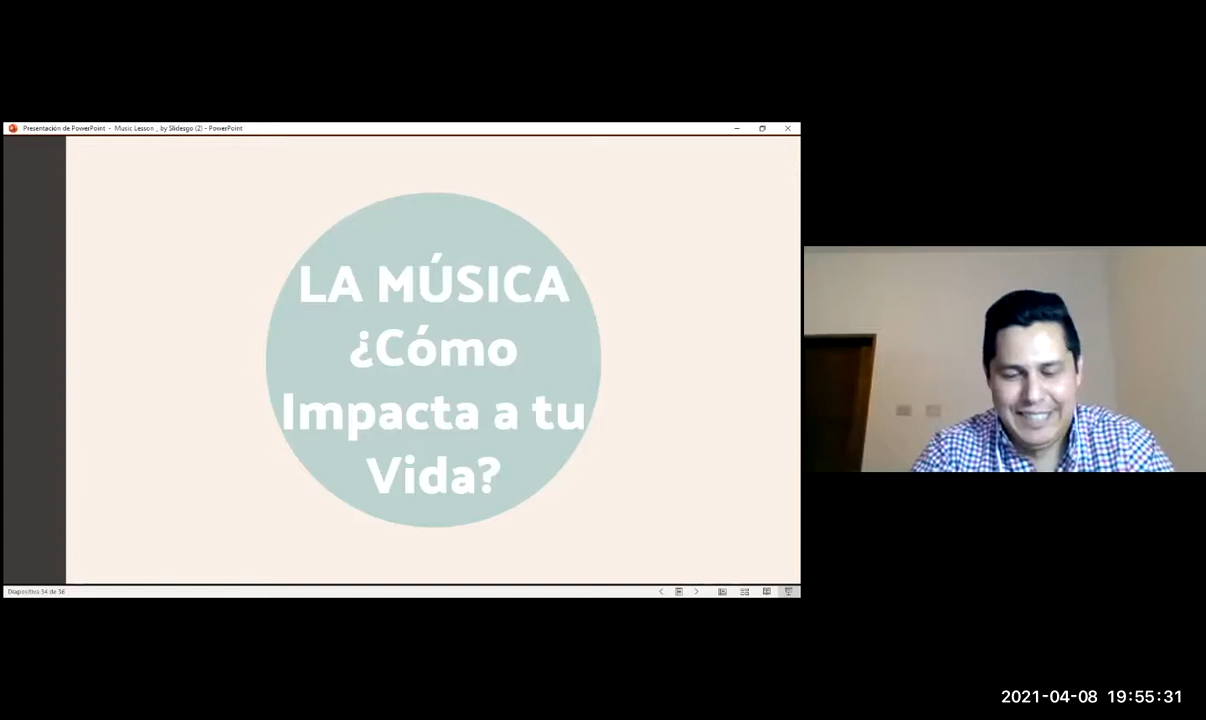 Presentación de PowerPoint - Music Lesson _ by Slidesgo (2) - PowerPoint
LA MÚSICA
¿Cómo
Impacta a tu
Vida?
Diapositiva 34 de 36
2021-04-08 19:55:31